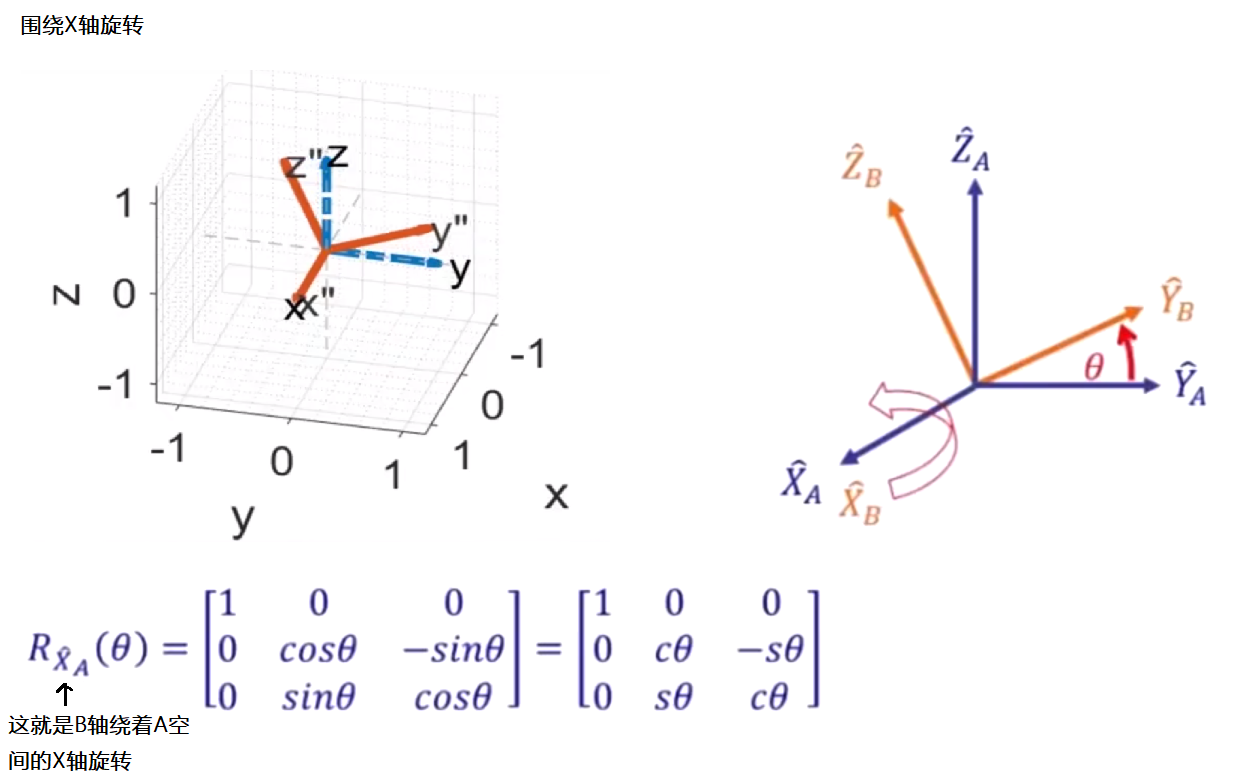 围绕X轴旋转
z" z
y"
y
x x"
1
z 0
-1
-1 0 1
y
-1
0
1
x
Ẑ_B Ẑ_A
Ŷ_B
θ Ŷ_A
X̂_A X̂_B
R_X̂_A(θ) = [1 0 0; 0 cosθ −sinθ; 0 sinθ cosθ] = [1 0 0; 0 cθ −sθ; 0 sθ cθ]
↑
这就是B轴绕着A空
间的X轴旋转